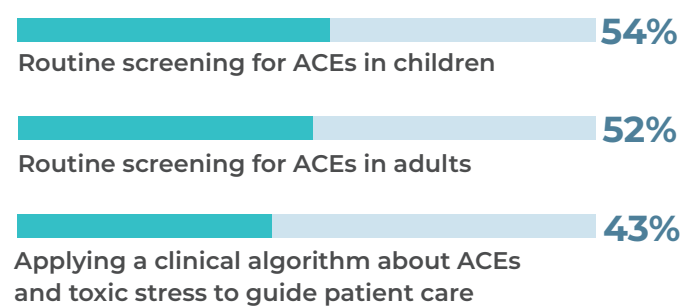 54%
Routine screening for ACEs in children
52%
Routine screening for ACEs in adults
43%
Applying a clinical algorithm about ACEs
and toxic stress to guide patient care